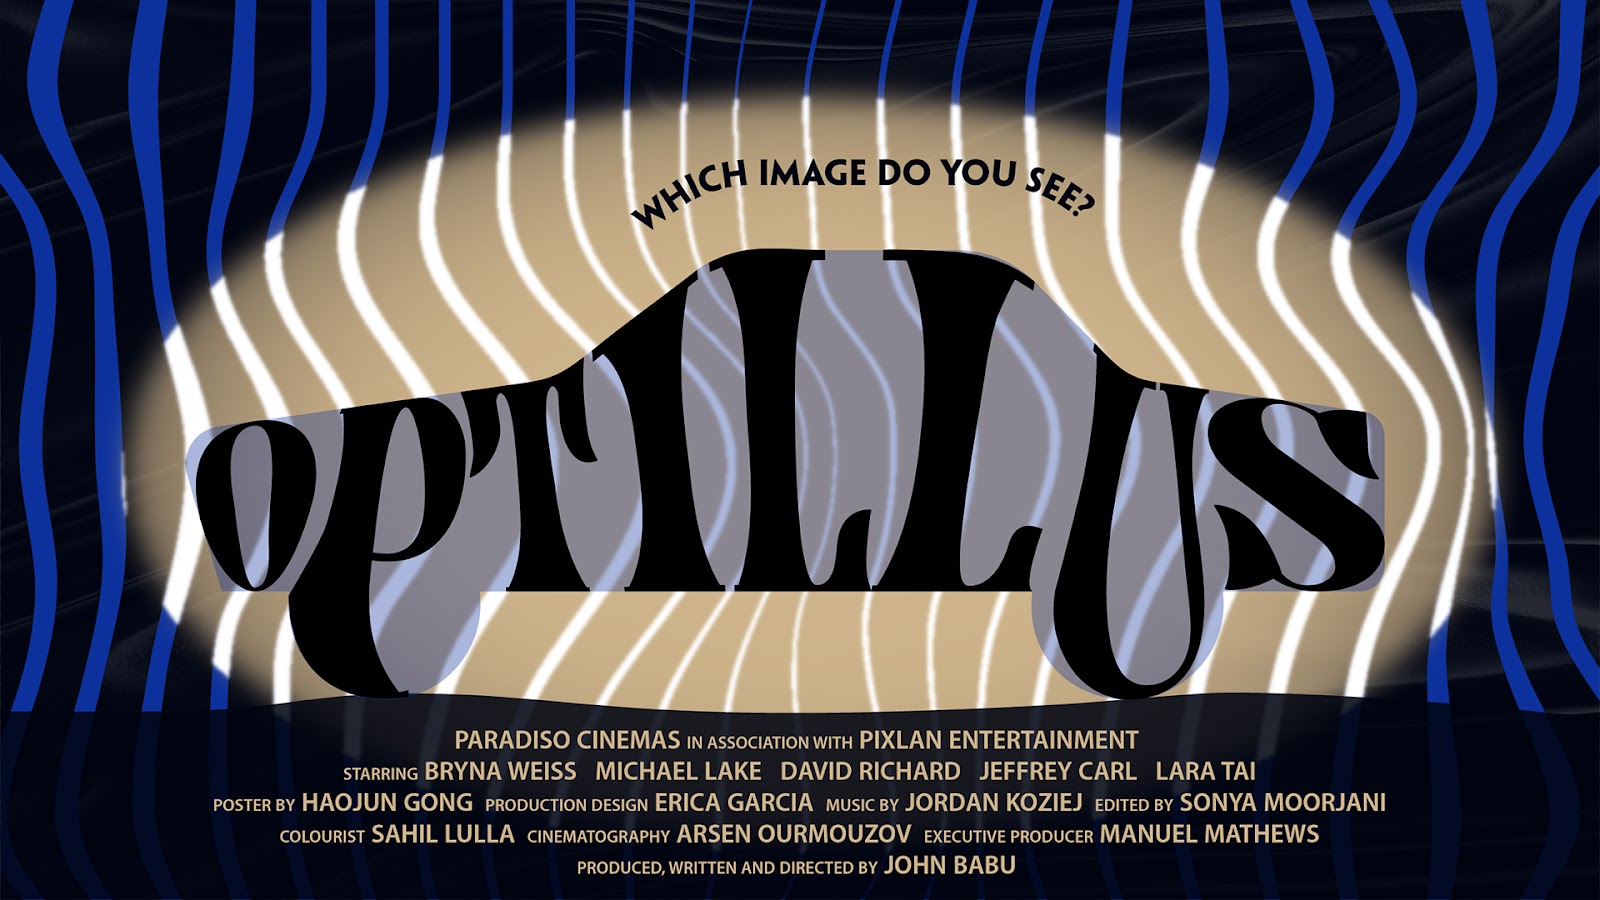 WHICH IMAGE DO YOU SEE?
OPTILLUS
PARADISO CINEMAS IN ASSOCIATION WITH PIXLAN ENTERTAINMENT
STARRING BRYNA WEISS MICHAEL LAKE DAVID RICHARD JEFFREY CARL LARA TAI
POSTER BY HAOJUN GONG PRODUCTION DESIGN ERICA GARCIA MUSIC BY JORDAN KOZIEJ EDITED BY SONYA MOORJANI
COLOURIST SAHIL LULLA CINEMATOGRAPHY ARSEN OURMOUZOV EXECUTIVE PRODUCER MANUEL MATHEWS
PRODUCED, WRITTEN AND DIRECTED BY JOHN BABU